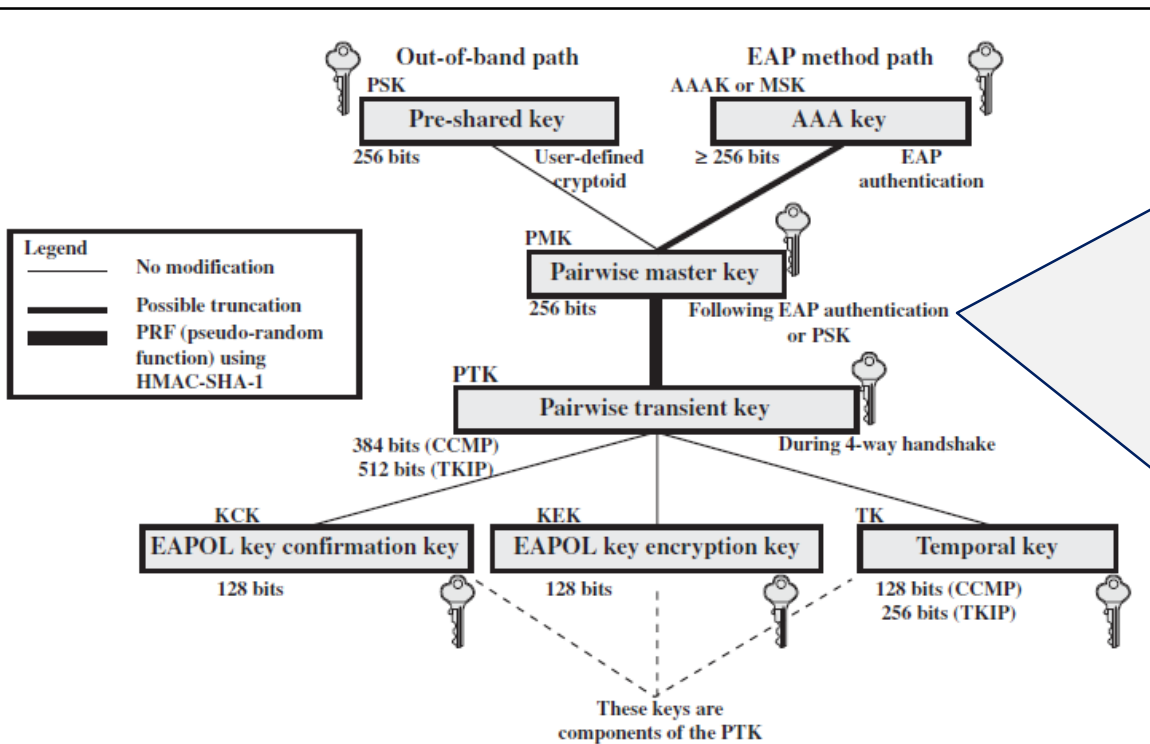 Out-of-band path
EAP method path
PSK
AAAK or MSK
Pre-shared key
AAA key
256 bits
User-defined
cryptoid
≥ 256 bits
EAP
authentication
PMK
Pairwise master key
256 bits
Following EAP authentication
or PSK
Legend
No modification
Possible truncation
PRF (pseudo-random
function) using
HMAC-SHA-1
PTK
Pairwise transient key
384 bits (CCMP)
512 bits (TKIP)
During 4-way handshake
KCK
KEK
TK
EAPOL key confirmation key
EAPOL key encryption key
Temporal key
128 bits
128 bits
128 bits (CCMP)
256 bits (TKIP)
These keys are
components of the PTK